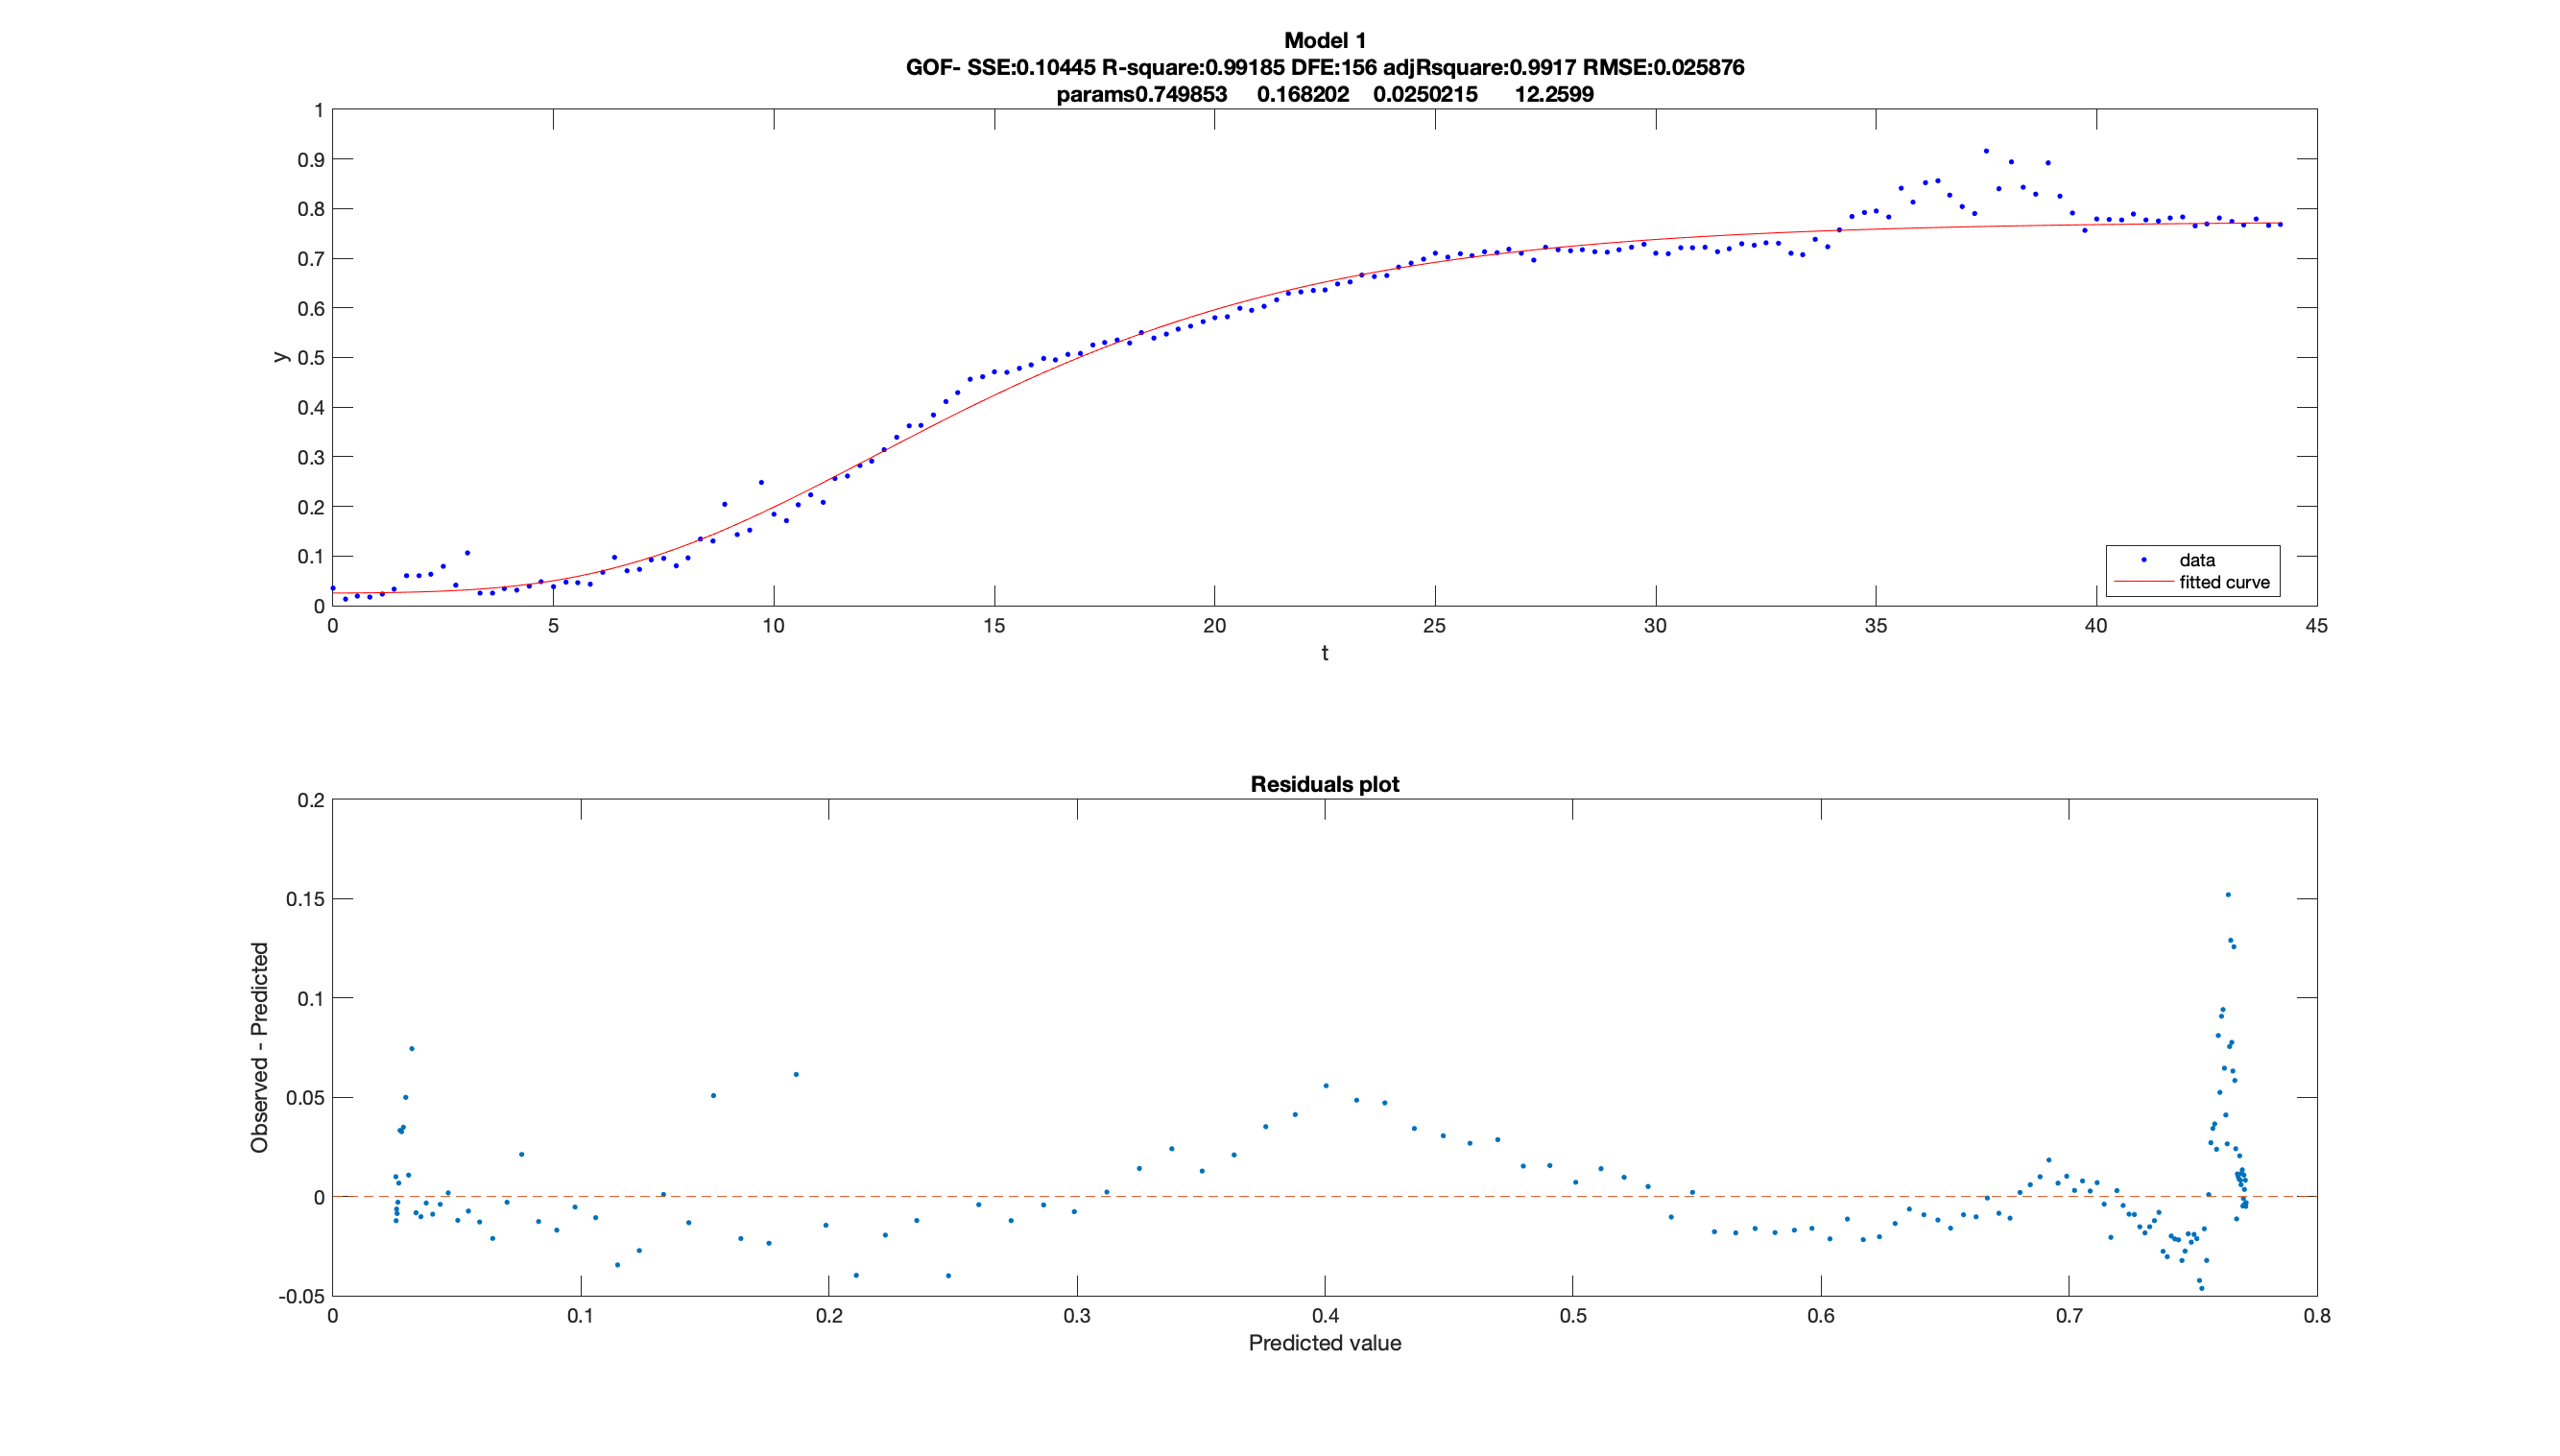 Model 1
GOF- SSE:0.10445 R-square:0.99185 DFE:156 adjRsquare:0.9917 RMSE:0.025876
params0.749853 0.168202 0.0250215 12.2599
1
0.9
0.8
0.7
0.6
0.5
0.4
0.3
0.2
0.1
0
y
data
fitted curve
0 5 10 15 20 25 30 35 40 45
t
Residuals plot
0.2
0.15
0.1
0.05
0
-0.05
Observed - Predicted
0 0.1 0.2 0.3 0.4 0.5 0.6 0.7 0.8
Predicted value